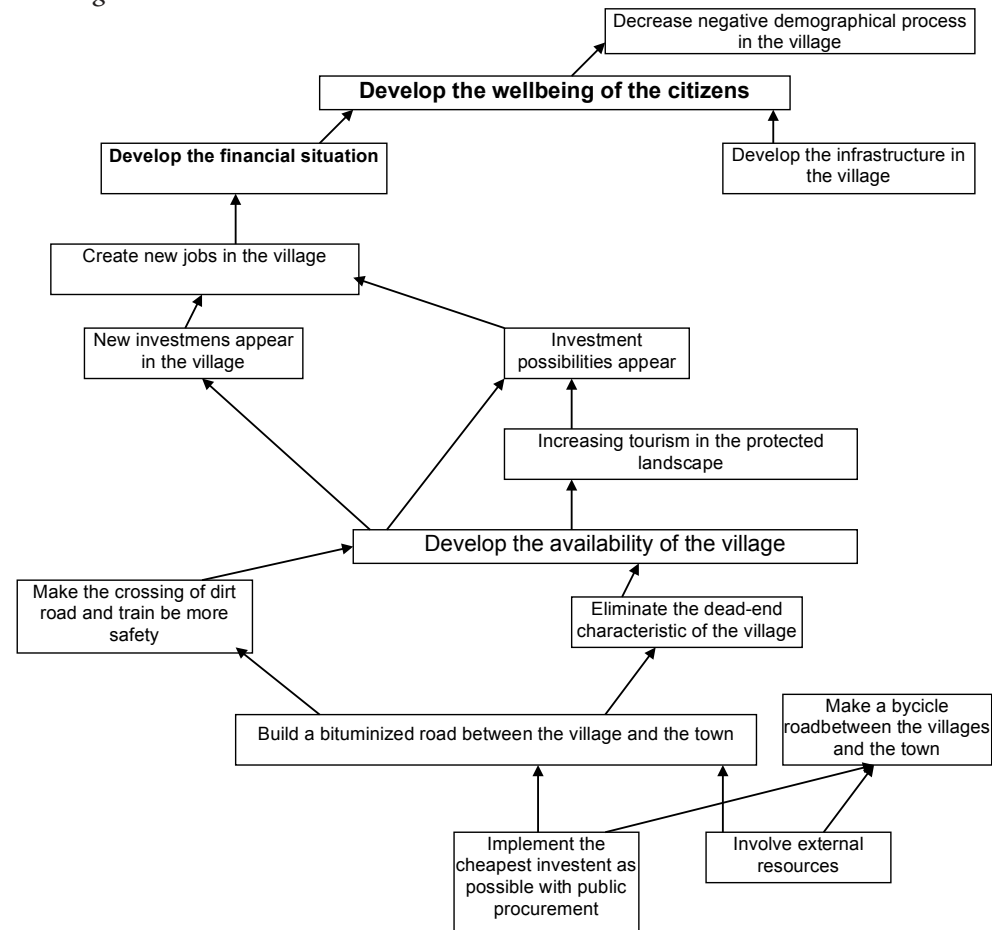 Decrease negative demographical process
in the village
Develop the wellbeing of the citizens
Develop the financial situation
Develop the infrastructure in
the village
Create new jobs in the village
New investmens appear
in the village
Investment
possibilities appear
Increasing tourism in the protected
landscape
Develop the availability of the village
Make the crossing of dirt
road and train be more
safety
Eliminate the dead-end
characteristic of the village
Build a bituminized road between the village and the town
Make a bycicle
roadbetween the villages
and the town
Implement the
cheapest investent as
possible with public
procurement
Involve external
resources